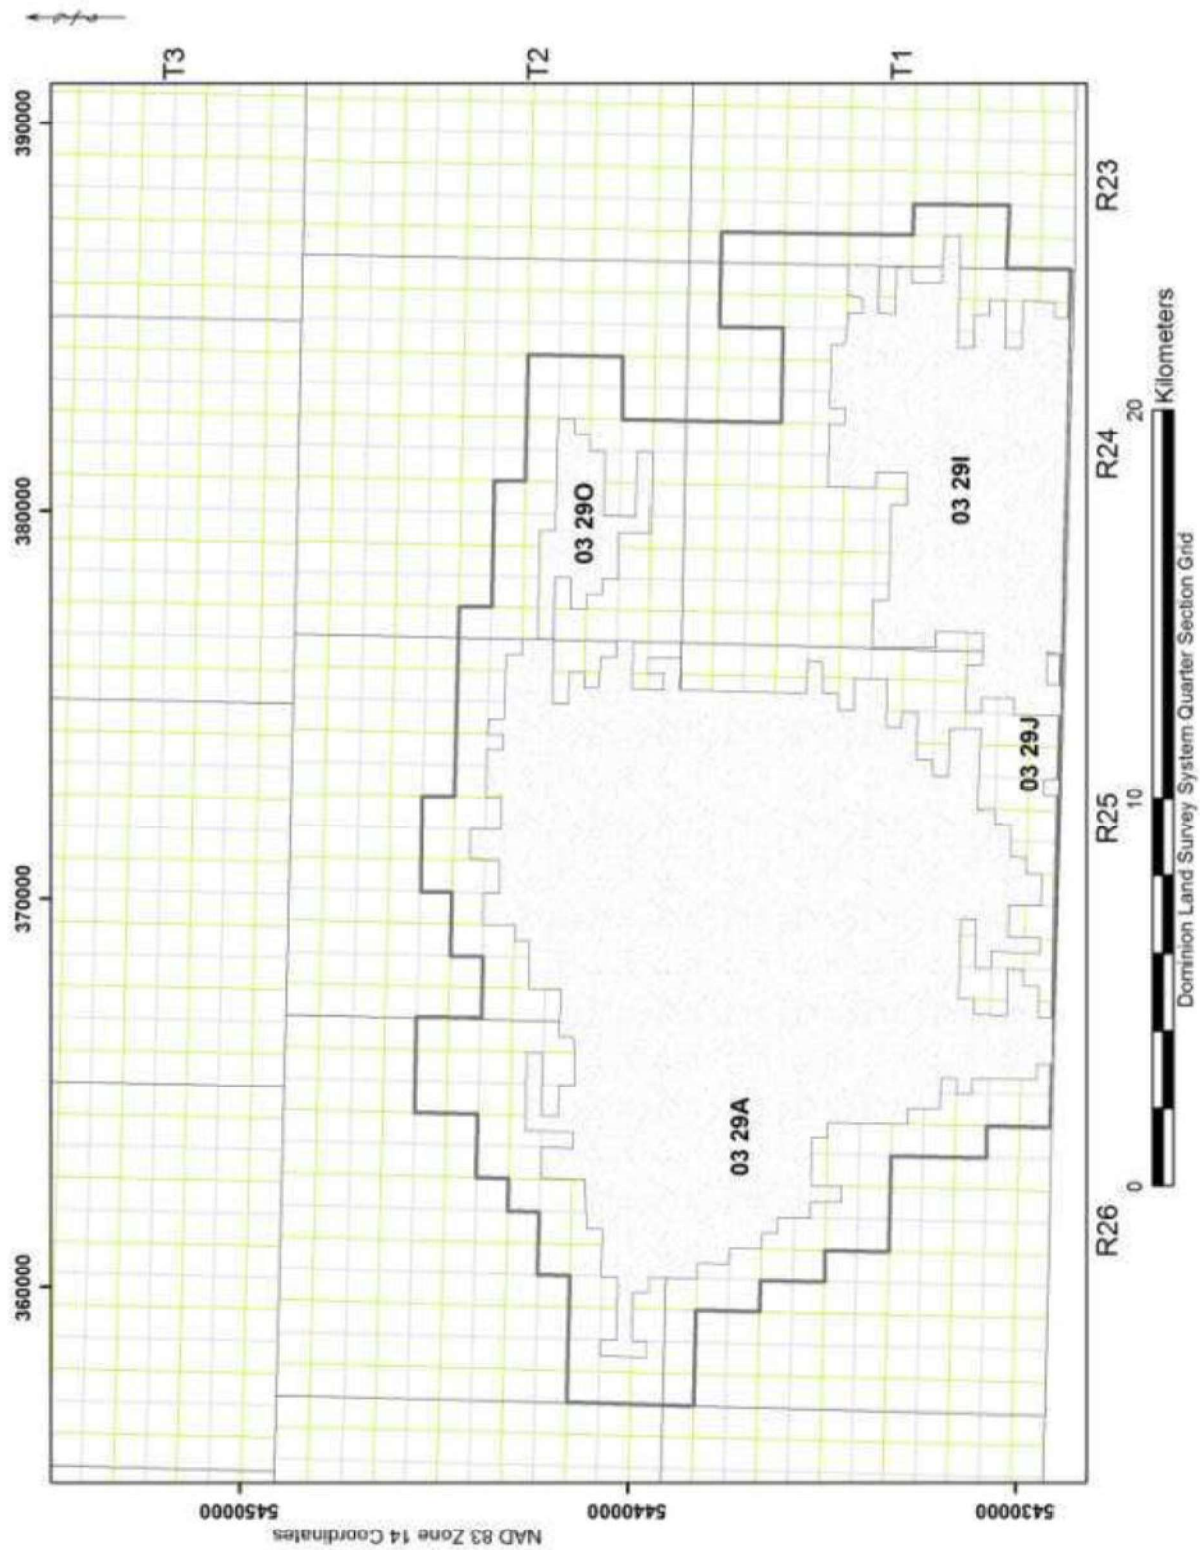 T3
T2
T1
390000
380000
370000
360000
R23
R24
R25
R26
03 29O
03 29I
03 29J
03 29A
5450000
5440000
5430000
NAD 83 Zone 14 Coordinates
0
10
20
Kilometers
Dominion Land Survey System Quarter Section Grid